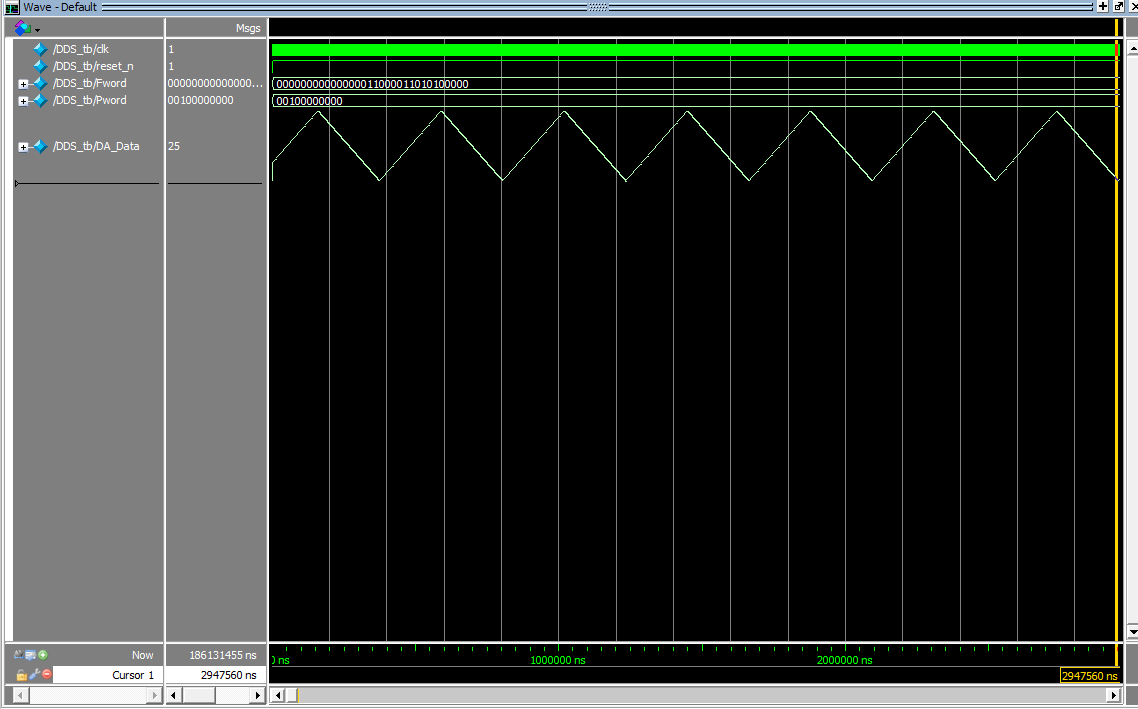 Wave - Default
Msgs
/DDS_tb/clk 1
/DDS_tb/reset_n 1
/DDS_tb/Fword 00000000000000... 00000000000000011000011010100000
/DDS_tb/Pword 00100000000 00100000000
/DDS_tb/DA_Data 25
Now 186131455 ns 0 ns 1000000 ns 2000000 ns
Cursor 1 2947560 ns 2947560 ns